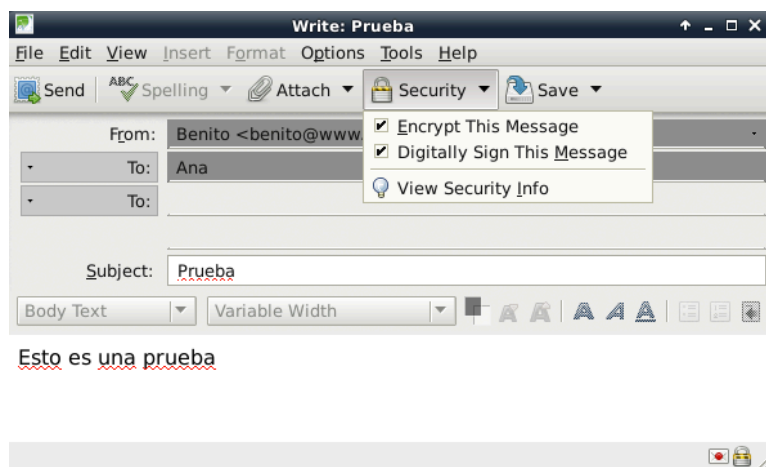 Write: Prueba
File Edit View Insert Format Options Tools Help
Send ABC Spelling Attach Security Save
Encrypt This Message
Digitally Sign This Message
View Security Info
From: Benito <benito@www.
To: Ana
To:
Subject: Prueba
Body Text Variable Width A A A A A
Esto es una prueba